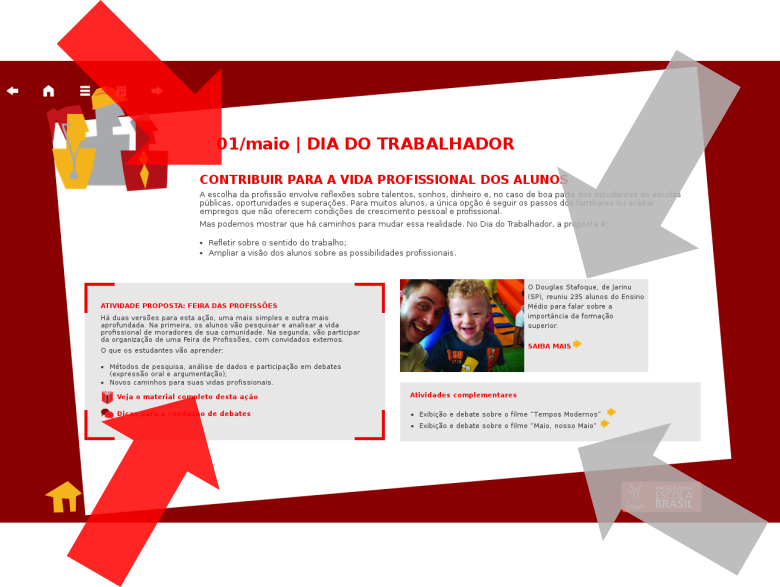 01/maio | DIA DO TRABALHADOR
CONTRIBUIR PARA A VIDA PROFISSIONAL DOS ALUNOS
A escolha da profissão envolve reflexões sobre talentos, sonhos, dinheiro e, no caso de boa parte dos estudantes de escolas
públicas, oportunidades e superações. Para muitos alunos, a única opção é seguir os passos dos familiares ou aceitar
empregos que não oferecem condições de crescimento pessoal e profissional.
Mas podemos mostrar que há caminhos para mudar essa realidade. No Dia do Trabalhador, a proposta é:
• Refletir sobre o sentido do trabalho;
• Ampliar a visão dos alunos sobre as possibilidades profissionais.
ATIVIDADE PROPOSTA: FEIRA DAS PROFISSÕES
Há duas versões para esta ação, uma mais simples e outra mais
aprofundada. Na primeira, os alunos vão pesquisar e analisar a vida
profissional de moradores de sua comunidade. Na segunda, vão participar
da organização de uma Feira de Profissões, com convidados externos.
O que os estudantes vão aprender:
• Métodos de pesquisa, análise de dados e participação em debates
(expressão oral e argumentação);
• Novos caminhos para suas vidas profissionais.
Veja o material completo desta ação
Dicas para a condução de debates
O Douglas Stafoque, de Jarinu
(SP), reuniu 235 alunos do Ensino
Médio para falar sobre a
importância da formação
superior.
SAIBA MAIS
Atividades complementares
• Exibição e debate sobre o filme “Tempos Modernos”
• Exibição e debate sobre o filme “Maio, nosso Maio”
PROGRAMA
ESCOLA
BRASIL